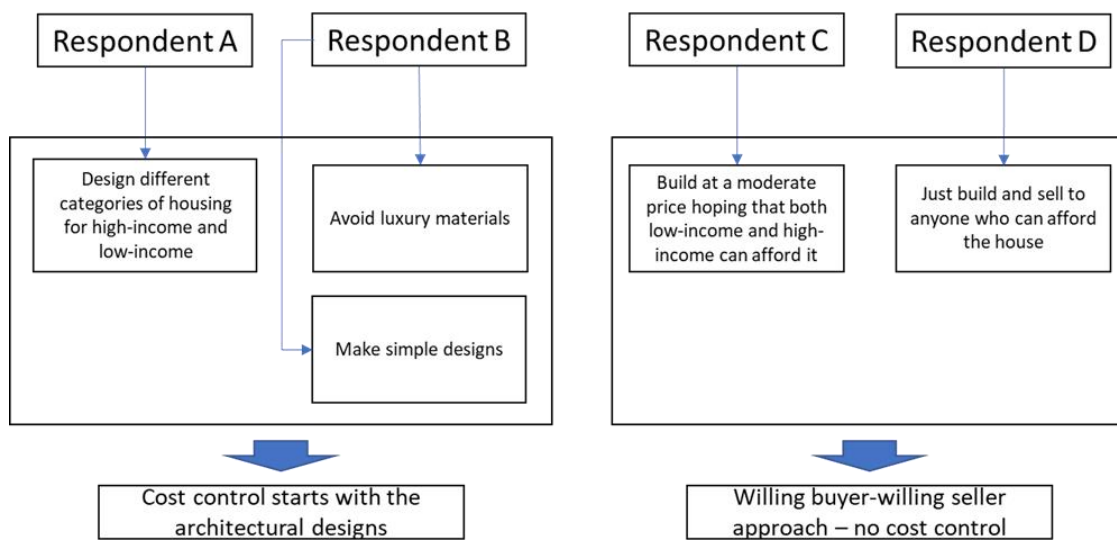 Respondent A
Respondent B
Respondent C
Respondent D
Design different
categories of housing
for high-income and
low-income
Avoid luxury materials
Make simple designs
Build at a moderate
price hoping that both
low-income and high-
income can afford it
Just build and sell to
anyone who can afford
the house
Cost control starts with the
architectural designs
Willing buyer-willing seller
approach – no cost control